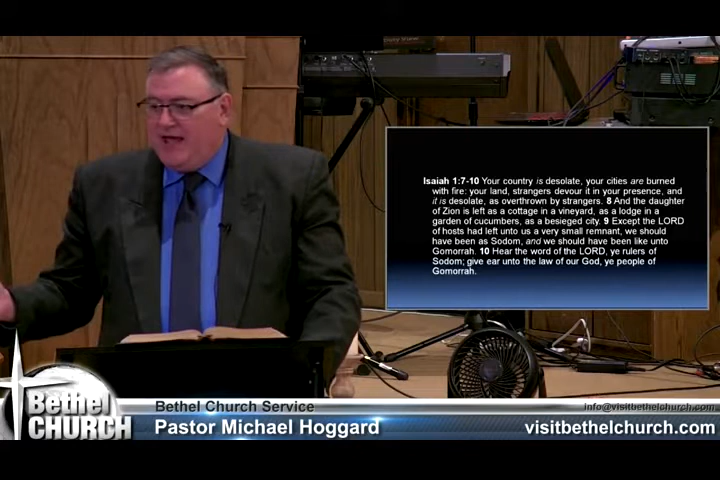 Isaiah 1:7-10 Your country is desolate, your cities are burned
with fire: your land, strangers devour it in your presence, and
it is desolate, as overthrown by strangers. 8 And the daughter
of Zion is left as a cottage in a vineyard, as a lodge in a
garden of cucumbers, as a besieged city. 9 Except the LORD
of hosts had left unto us a very small remnant, we should
have been as Sodom, and we should have been like unto
Gomorrah. 10 Hear the word of the LORD, ye rulers of
Sodom; give ear unto the law of our God, ye people of
Gomorrah.
Bethel
CHURCH
Bethel Church Service
info@visitbethelchurch.com
Pastor Michael Hoggard
visitbethelchurch.com